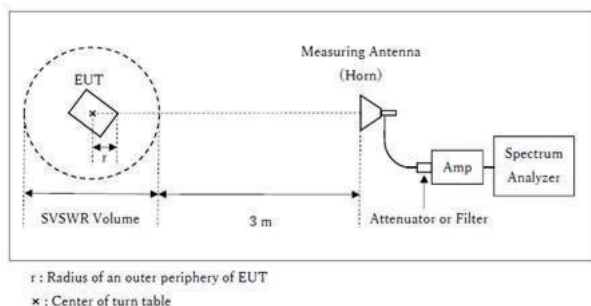 Measuring Antenna
(Horn)
EUT
r
Amp
Spectrum
Analyzer
SVSWR Volume
3 m
Attenuator or Filter
r : Radius of an outer periphery of EUT
× : Center of turn table